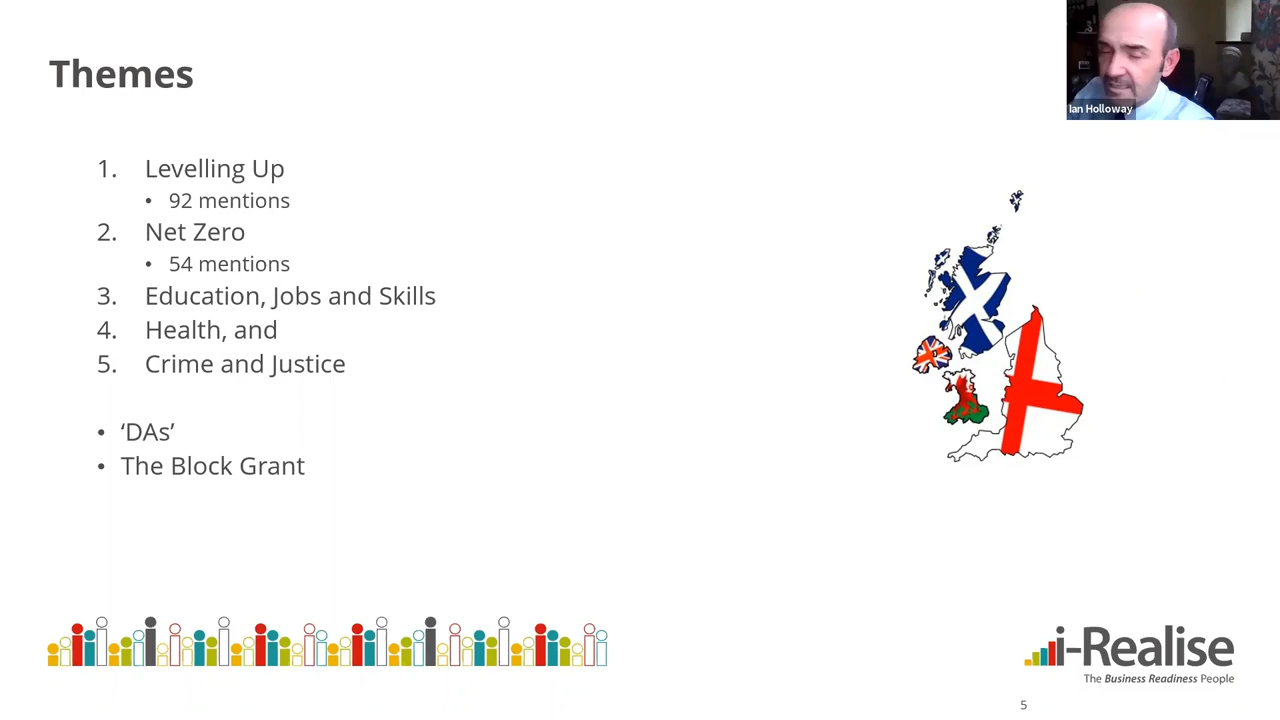 Themes
Ian Holloway
1. Levelling Up
• 92 mentions
2. Net Zero
• 54 mentions
3. Education, Jobs and Skills
4. Health, and
5. Crime and Justice
• ‘DAs’
• The Block Grant
i-Realise
The Business Readiness People
5